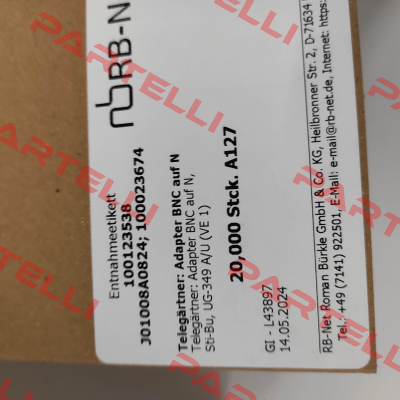 RB-N
Entnahmeetikett
100123538
J01008A0824; 100023674
Telegärtner: Adapter BNC auf N
Telegärtner: Adapter BNC auf N,
Sti-Bu, UG-349 A/U (VE 1)
20,000 Stck. A127
GI - L43897
14.05.2024
RB-Net Roman Bürkle GmbH & Co. KG, Heilbronner Str. 2, D-71634
Tel.: +49 (7141) 922501, E-Mail: e-mail@rb-net.de, Internet: https:
PARTELLI
PARTELLI
PARTELLI